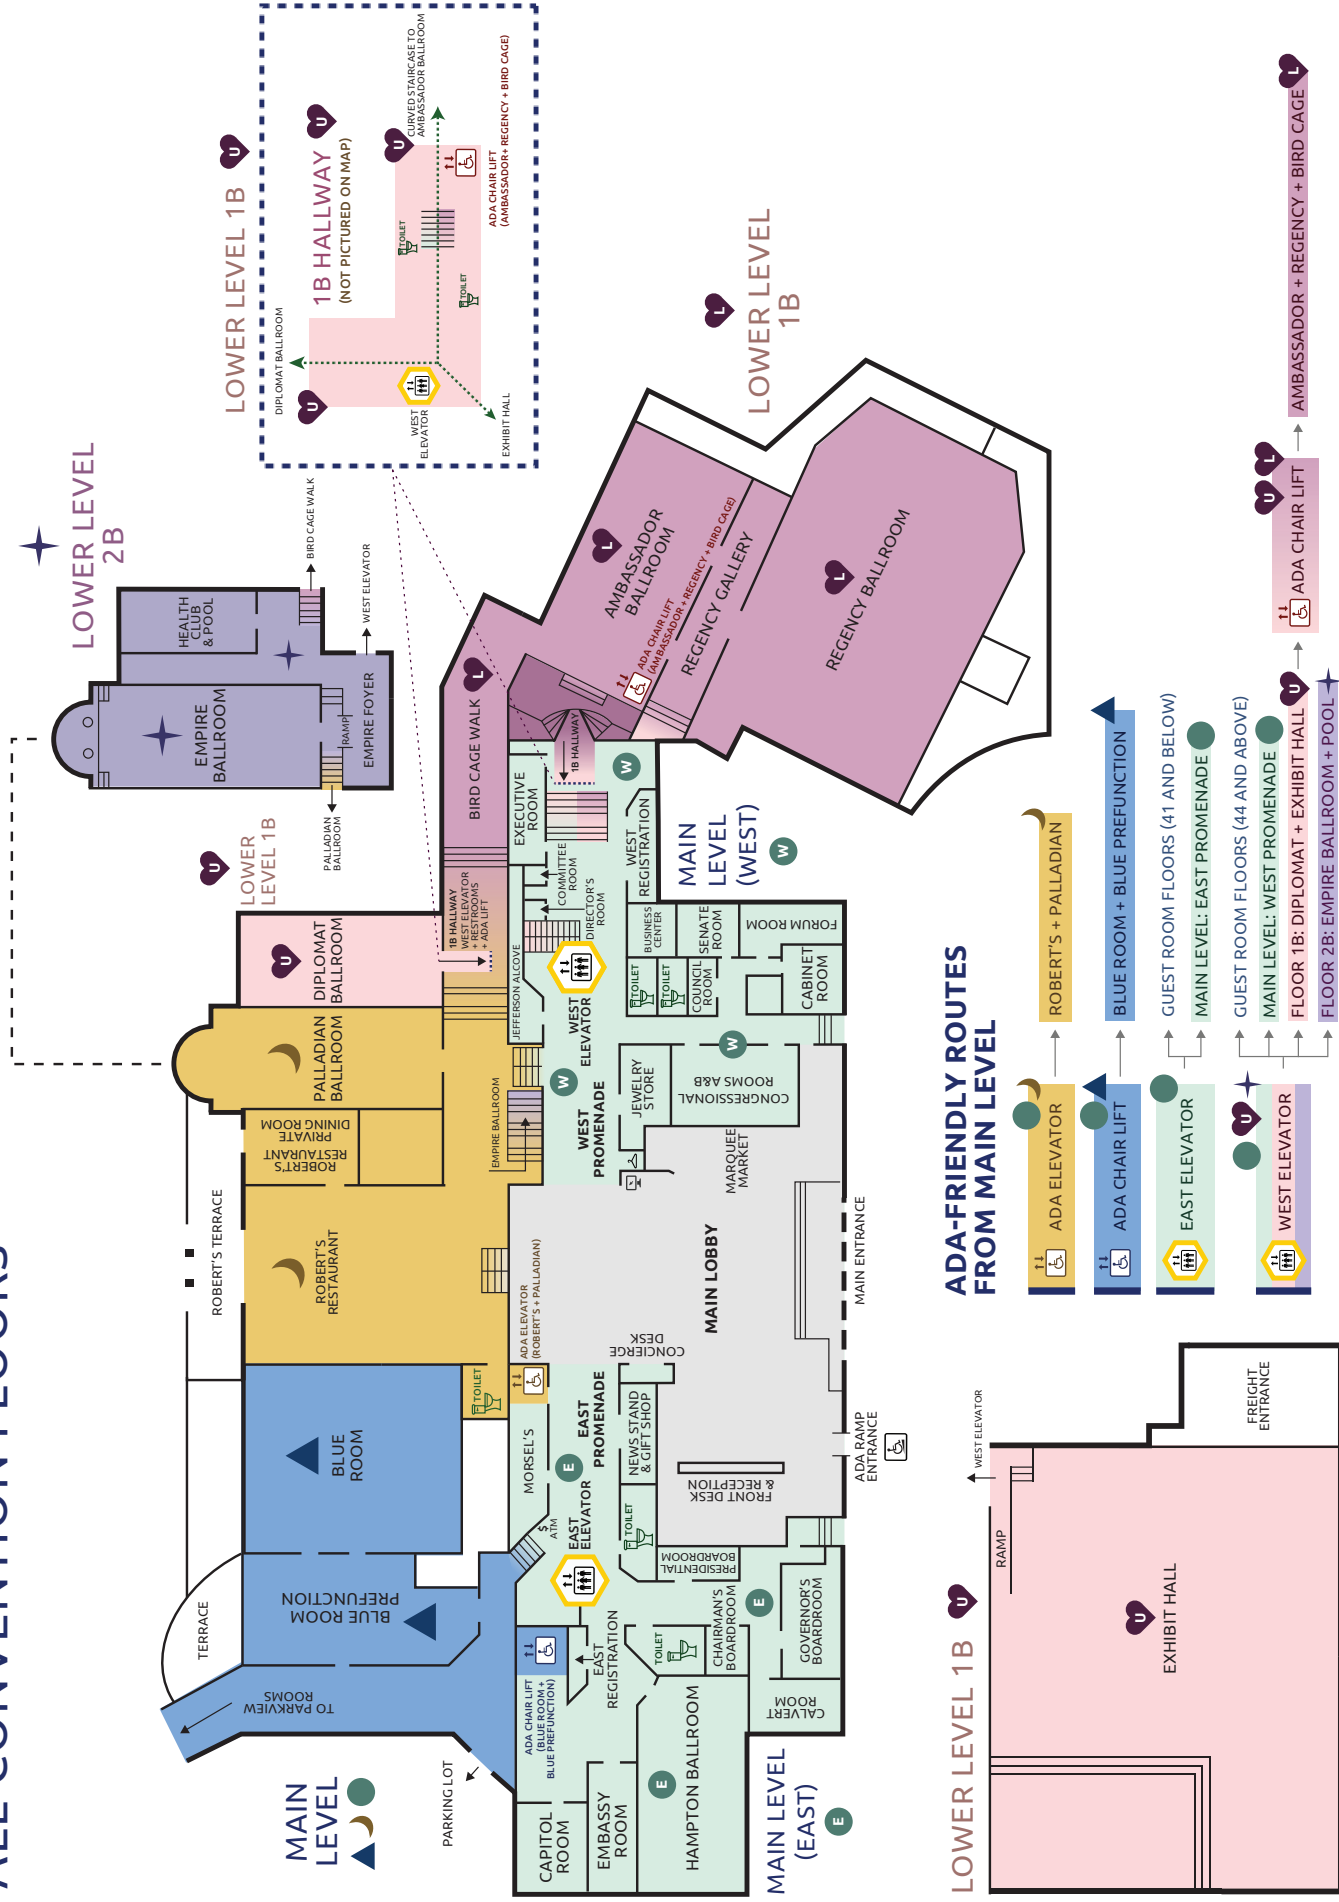 ALL CONVENTION FLOORS
MAIN
LEVEL
PARKING LOT
TO PARKVIEW
ROOMS
TERRACE
BLUE ROOM
PREFUNCTION
BLUE
ROOM
ROBERT'S TERRACE
ROBERT'S
RESTAURANT
ROBERT'S
RESTAURANT
PRIVATE
DINING ROOM
PALLADIAN
BALLROOM
DIPLOMAT
BALLROOM
U
LOWER
LEVEL 1B
U
PALLADIAN
BALLROOM
EMPIRE
BALLROOM
RAMP
EMPIRE FOYER
HEALTH
CLUB
& POOL
BIRD CAGE WALK
WEST ELEVATOR
LOWER LEVEL
2B
LOWER LEVEL 1B
U
1B HALLWAY
U
(NOT PICTURED ON MAP)
DIPLOMAT BALLROOM
U
WEST
ELEVATOR
EXHIBIT HALL
TOILET
TOILET
U
CURVED STAIRCASE TO
AMBASSADOR BALLROOM
ADA CHAIR LIFT
(AMBASSADOR+ REGENCY + BIRD CAGE)
CAPITOL
ROOM
EMBASSY
ROOM
HAMPTON BALLROOM
E
ADA CHAIR LIFT
(BLUE ROOM +
BLUE PREFUNCTION)
EAST
REGISTRATION
TOILET
CHAIRMAN'S
BOARDROOM
E
CALVERT
ROOM
GOVERNOR'S
BOARDROOM
PRESIDENTIAL
BOARDROOM
MAIN LEVEL
(EAST)
E
EAST
ELEVATOR
$
ATM
E
MORSEL'S
EAST
PROMENADE
TOILET
NEWS STAND
& GIFT SHOP
FRONT DESK
& RECEPTION
TOILET
ADA ELEVATOR
(ROBERT'S + PALLADIAN)
CONCIERGE
DESK
MAIN LOBBY
ADA RAMP
ENTRANCE
MAIN ENTRANCE
MARQUEE
MARKET
EMPIRE BALLROOM
WEST
PROMENADE
W
JEWELRY
STORE
CONGRESSIONAL
ROOMS A&B
W
WEST
ELEVATOR
JEFFERSON ALCOVE
DIRECTOR'S
ROOM
COMMITTEE
ROOM
EXECUTIVE
ROOM
TOILET
TOILET
BUSINESS
CENTER
COUNCIL
ROOM
SENATE
ROOM
FORUM ROOM
CABINET
ROOM
WEST
REGISTRATION
W
MAIN
LEVEL
(WEST)
W
1B HALLWAY
WEST ELEVATOR
+ RESTROOMS
+ ADA LIFT
BIRD CAGE WALK
L
1B HALLWAY
AMBASSADOR
BALLROOM
L
ADA CHAIR LIFT
(AMBASSADOR + REGENCY + BIRD CAGE)
REGENCY GALLERY
REGENCY BALLROOM
L
LOWER LEVEL
1B
L
LOWER LEVEL 1B
U
EXHIBIT HALL
U
RAMP
WEST ELEVATOR
FREIGHT
ENTRANCE
ADA-FRIENDLY ROUTES
FROM MAIN LEVEL
ADA ELEVATOR
ROBERT'S + PALLADIAN
ADA CHAIR LIFT
BLUE ROOM + BLUE PREFUNCTION
EAST ELEVATOR
GUEST ROOM FLOORS (41 AND BELOW)
MAIN LEVEL: EAST PROMENADE
WEST ELEVATOR
U
GUEST ROOM FLOORS (44 AND ABOVE)
MAIN LEVEL: WEST PROMENADE
FLOOR 1B: DIPLOMAT + EXHIBIT HALL
U
FLOOR 2B: EMPIRE BALLROOM + POOL
ADA CHAIR LIFT
U
L
AMBASSADOR + REGENCY + BIRD CAGE
L